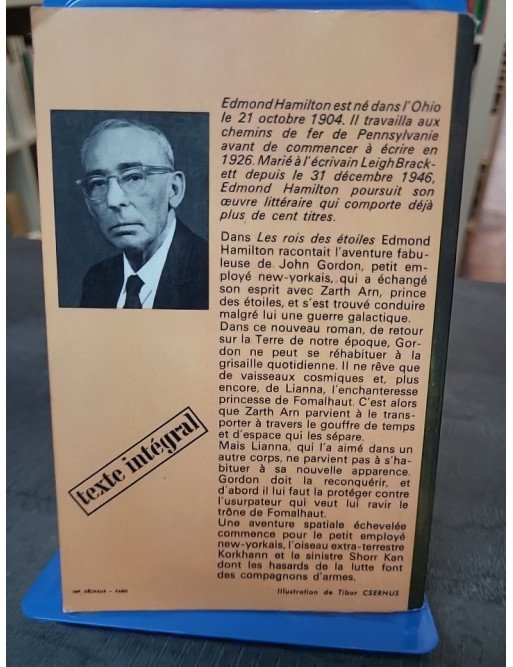 Edmond Hamilton est né dans l'Ohio
le 21 octobre 1904. Il travailla aux
chemins de fer de Pennsylvanie
avant de commencer à écrire en
1926. Marié à l'écrivain Leigh Brack-
ett depuis le 31 décembre 1946,
Edmond Hamilton poursuit son
œuvre littéraire qui comporte déjà
plus de cent titres.
Dans Les rois des étoiles Edmond
Hamilton racontait l'aventure fabu-
leuse de John Gordon, petit em-
ployé new-yorkais, qui a échangé
son esprit avec Zarth Arn, prince
des étoiles, et s'est trouvé conduire
malgré lui une guerre galactique.
Dans ce nouveau roman, de retour
sur la Terre de notre époque, Gor-
don ne peut se réhabituer à la
grisaille quotidienne. Il ne rêve que
de vaisseaux cosmiques et, plus
encore, de Lianna, l'enchanteresse
princesse de Fomalhaut. C'est alors
que Zarth Arn parvient à le trans-
porter à travers le gouffre de temps
et d'espace qui les sépare.
Mais Lianna, qui l'a aimé dans un
autre corps, ne parvient pas à s'ha-
bituer à sa nouvelle apparence.
Gordon doit la reconquérir, et
d'abord il lui faut la protéger contre
l'usurpateur qui veut lui ravir le
trône de Fomalhaut.
Une aventure spatiale échevelée
commence pour le petit employé
new-yorkais, l'oiseau extra-terrestre
Korkhann et le sinistre Shorr Kan
dont les hasards de la lutte font
des compagnons d'armes.
texte intégral
IMP. DÉCHAUX - PARIS
Illustration de Tibor CSERNUS